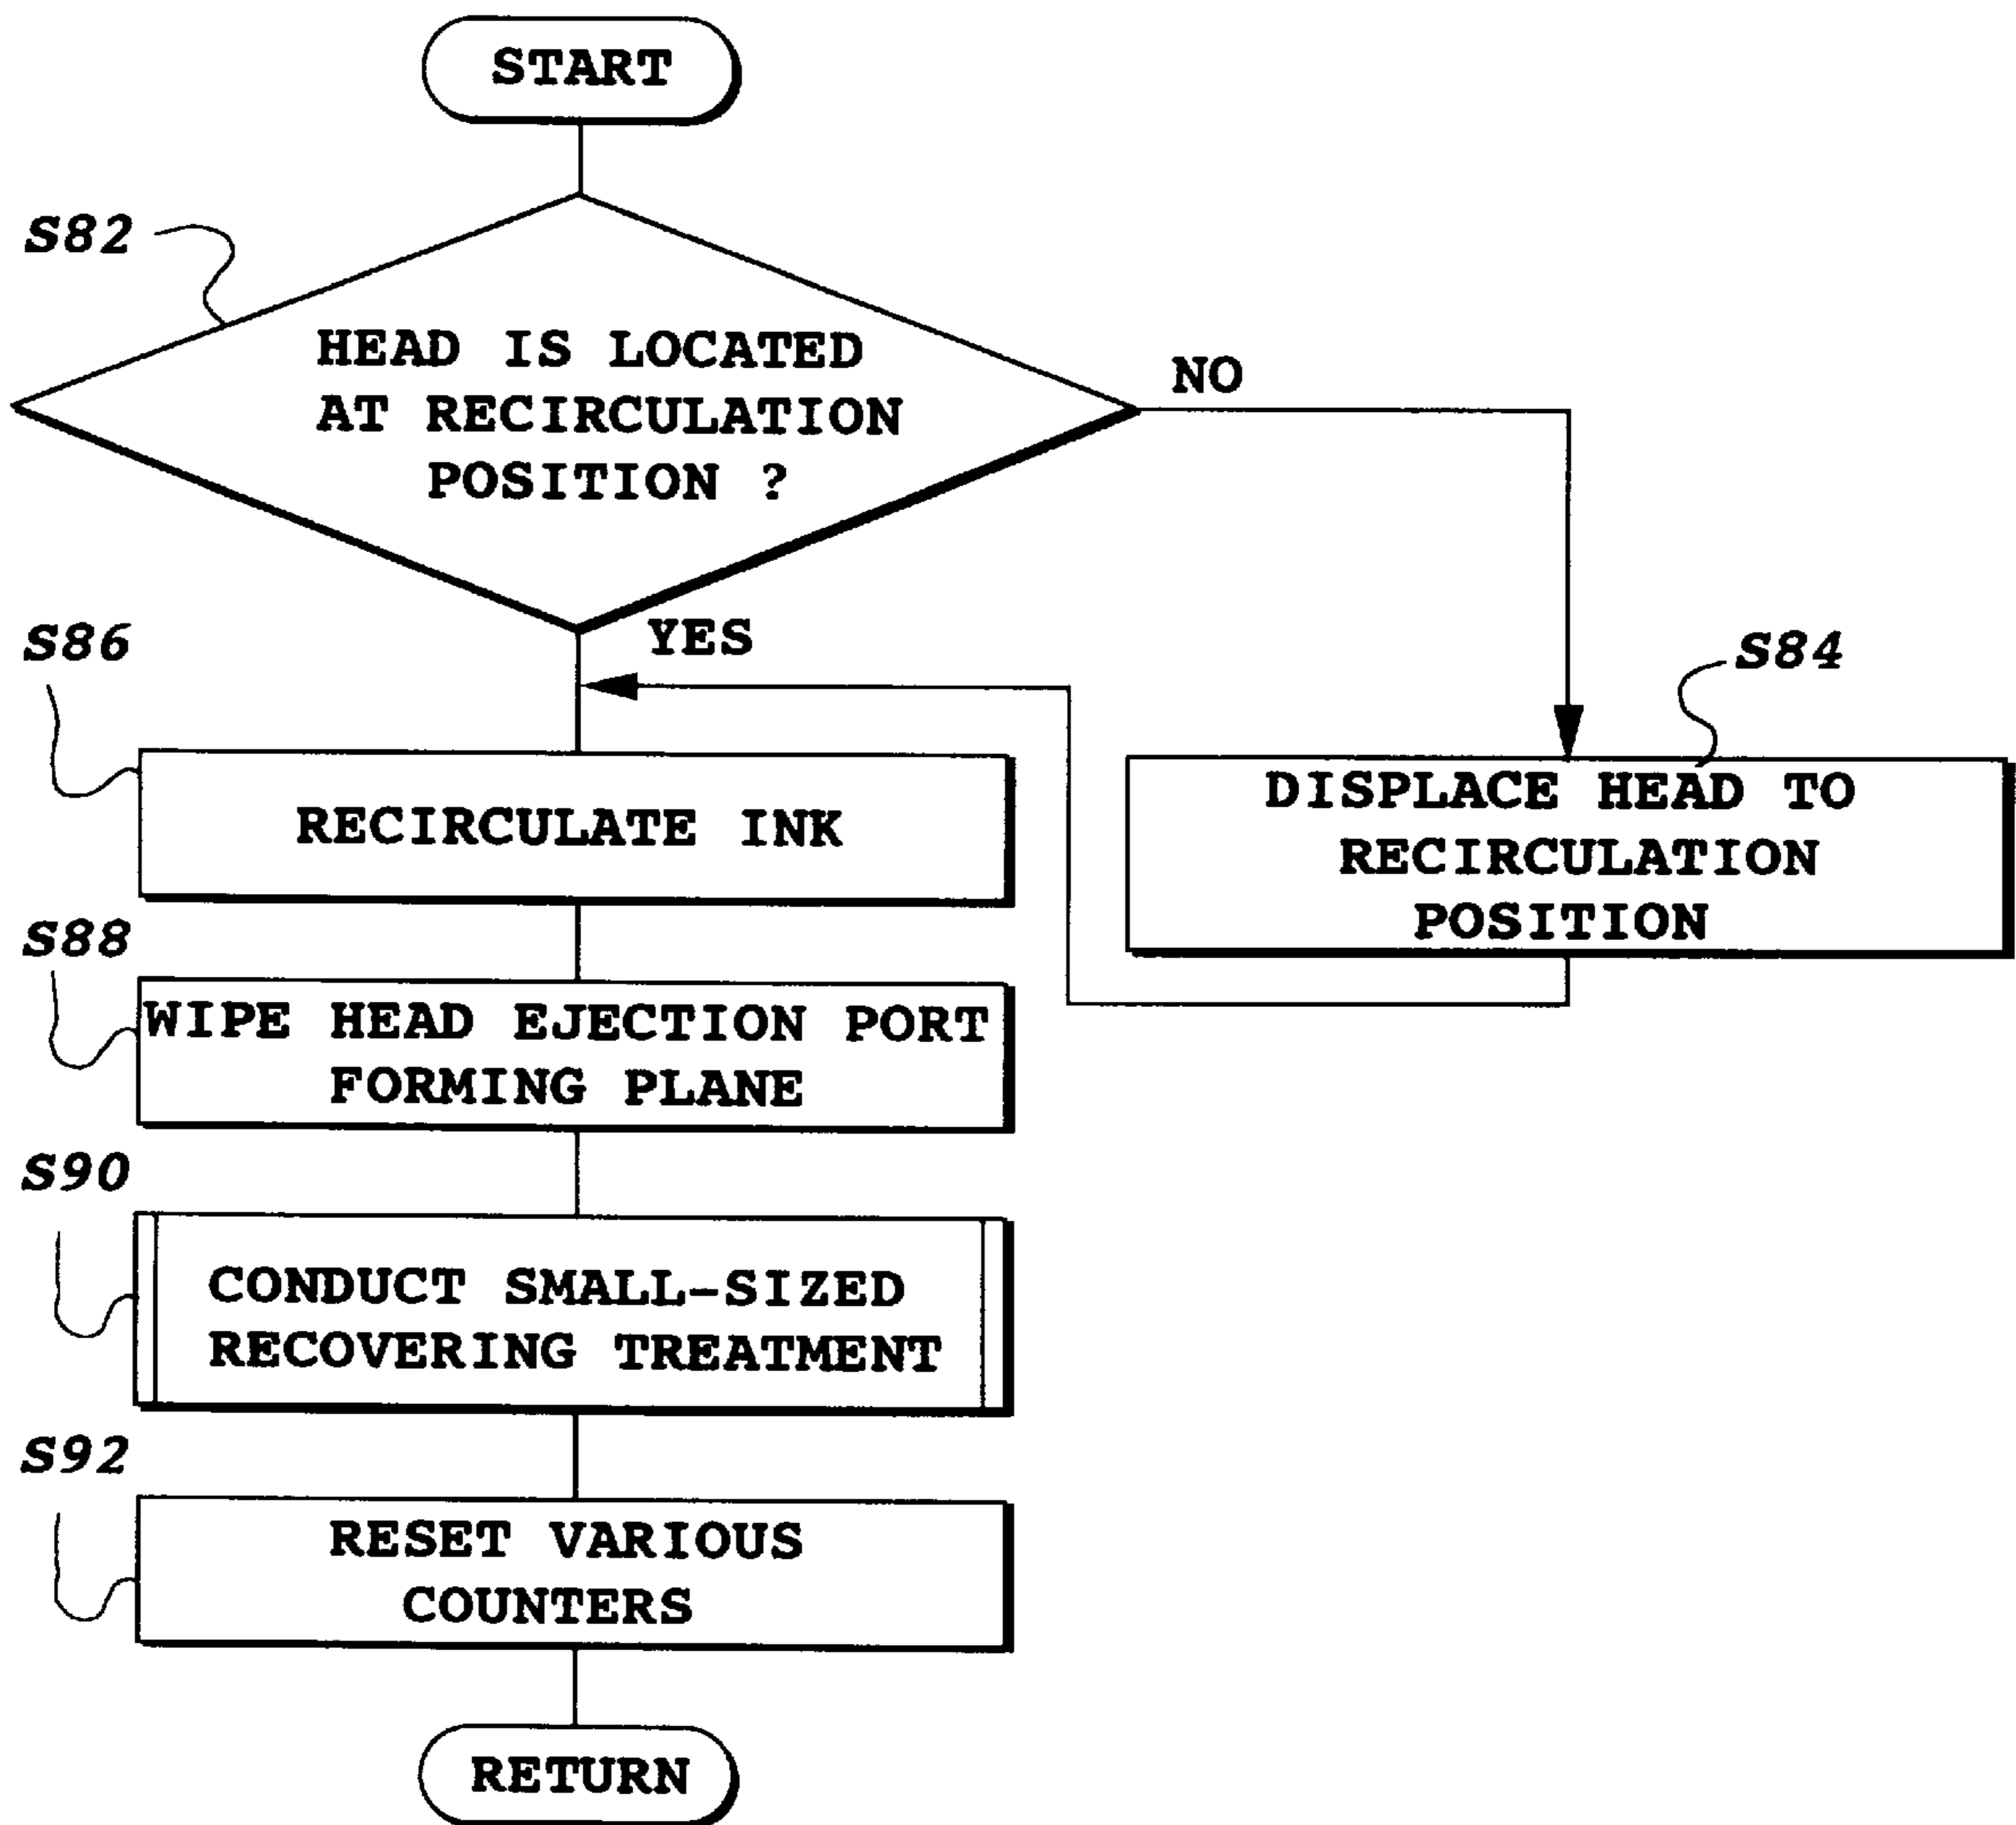 START
S82
HEAD IS LOCATED
AT RECIRCULATION
POSITION ?
NO
YES
S86
S84
RECIRCULATE INK
DISPLACE HEAD TO
RECIRCULATION
POSITION
S88
WIPE HEAD EJECTION PORT
FORMING PLANE
S90
CONDUCT SMALL-SIZED
RECOVERING TREATMENT
S92
RESET VARIOUS
COUNTERS
RETURN